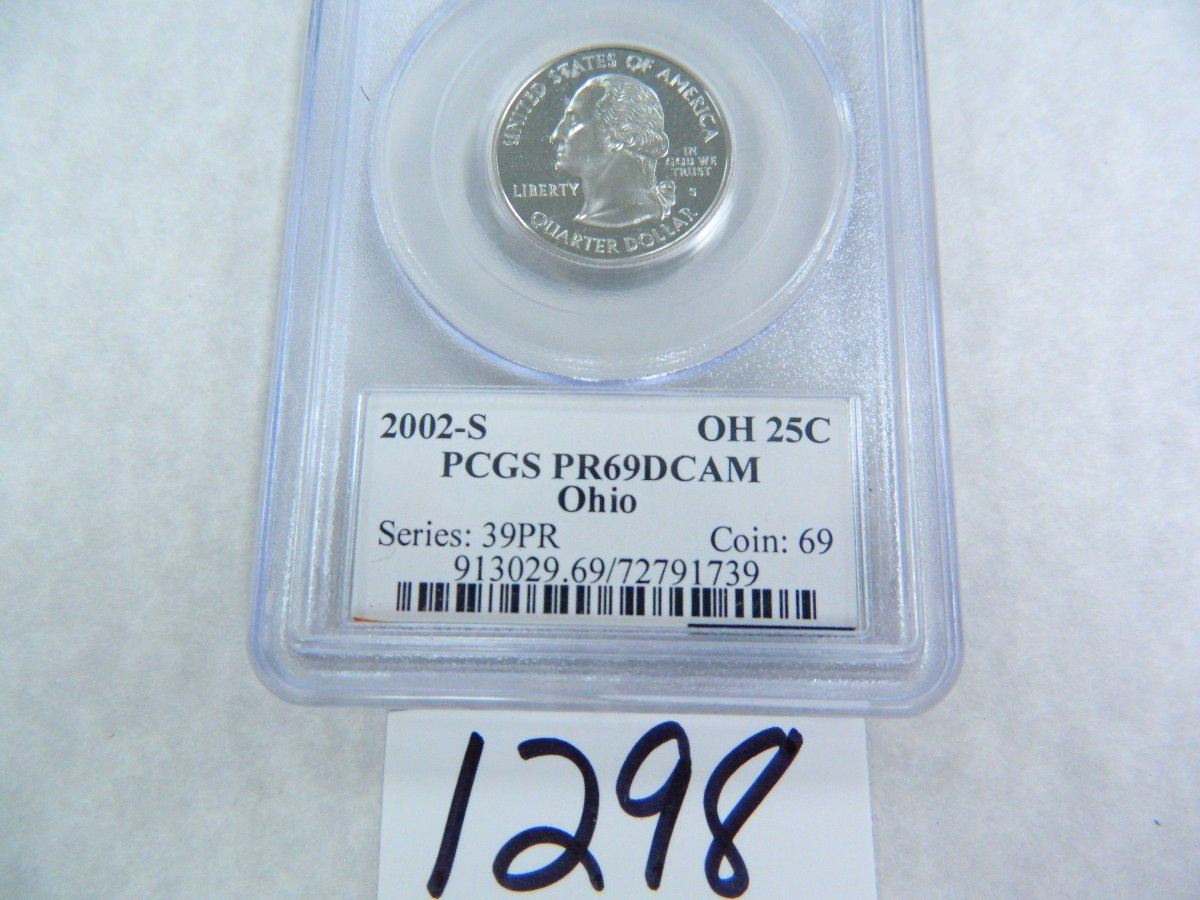 UNITED STATES OF AMERICA
IN
GOD WE
TRUST
LIBERTY
S
QUARTER DOLLAR
2002-S OH 25C
PCGS PR69DCAM
Ohio
Series: 39PR Coin: 69
913029.69/72791739
1298